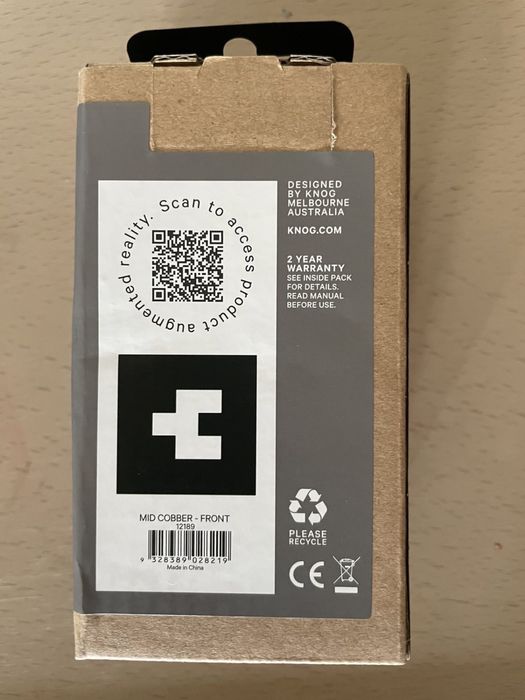 Scan to access product augmented reality.
DESIGNED
BY KNOG
MELBOURNE
AUSTRALIA
KNOG.COM
2 YEAR
WARRANTY
SEE INSIDE PACK
FOR DETAILS.
READ MANUAL
BEFORE USE.
MID COBBER - FRONT
12189
9 328389 028219
Made in China
PLEASE
RECYCLE
CE